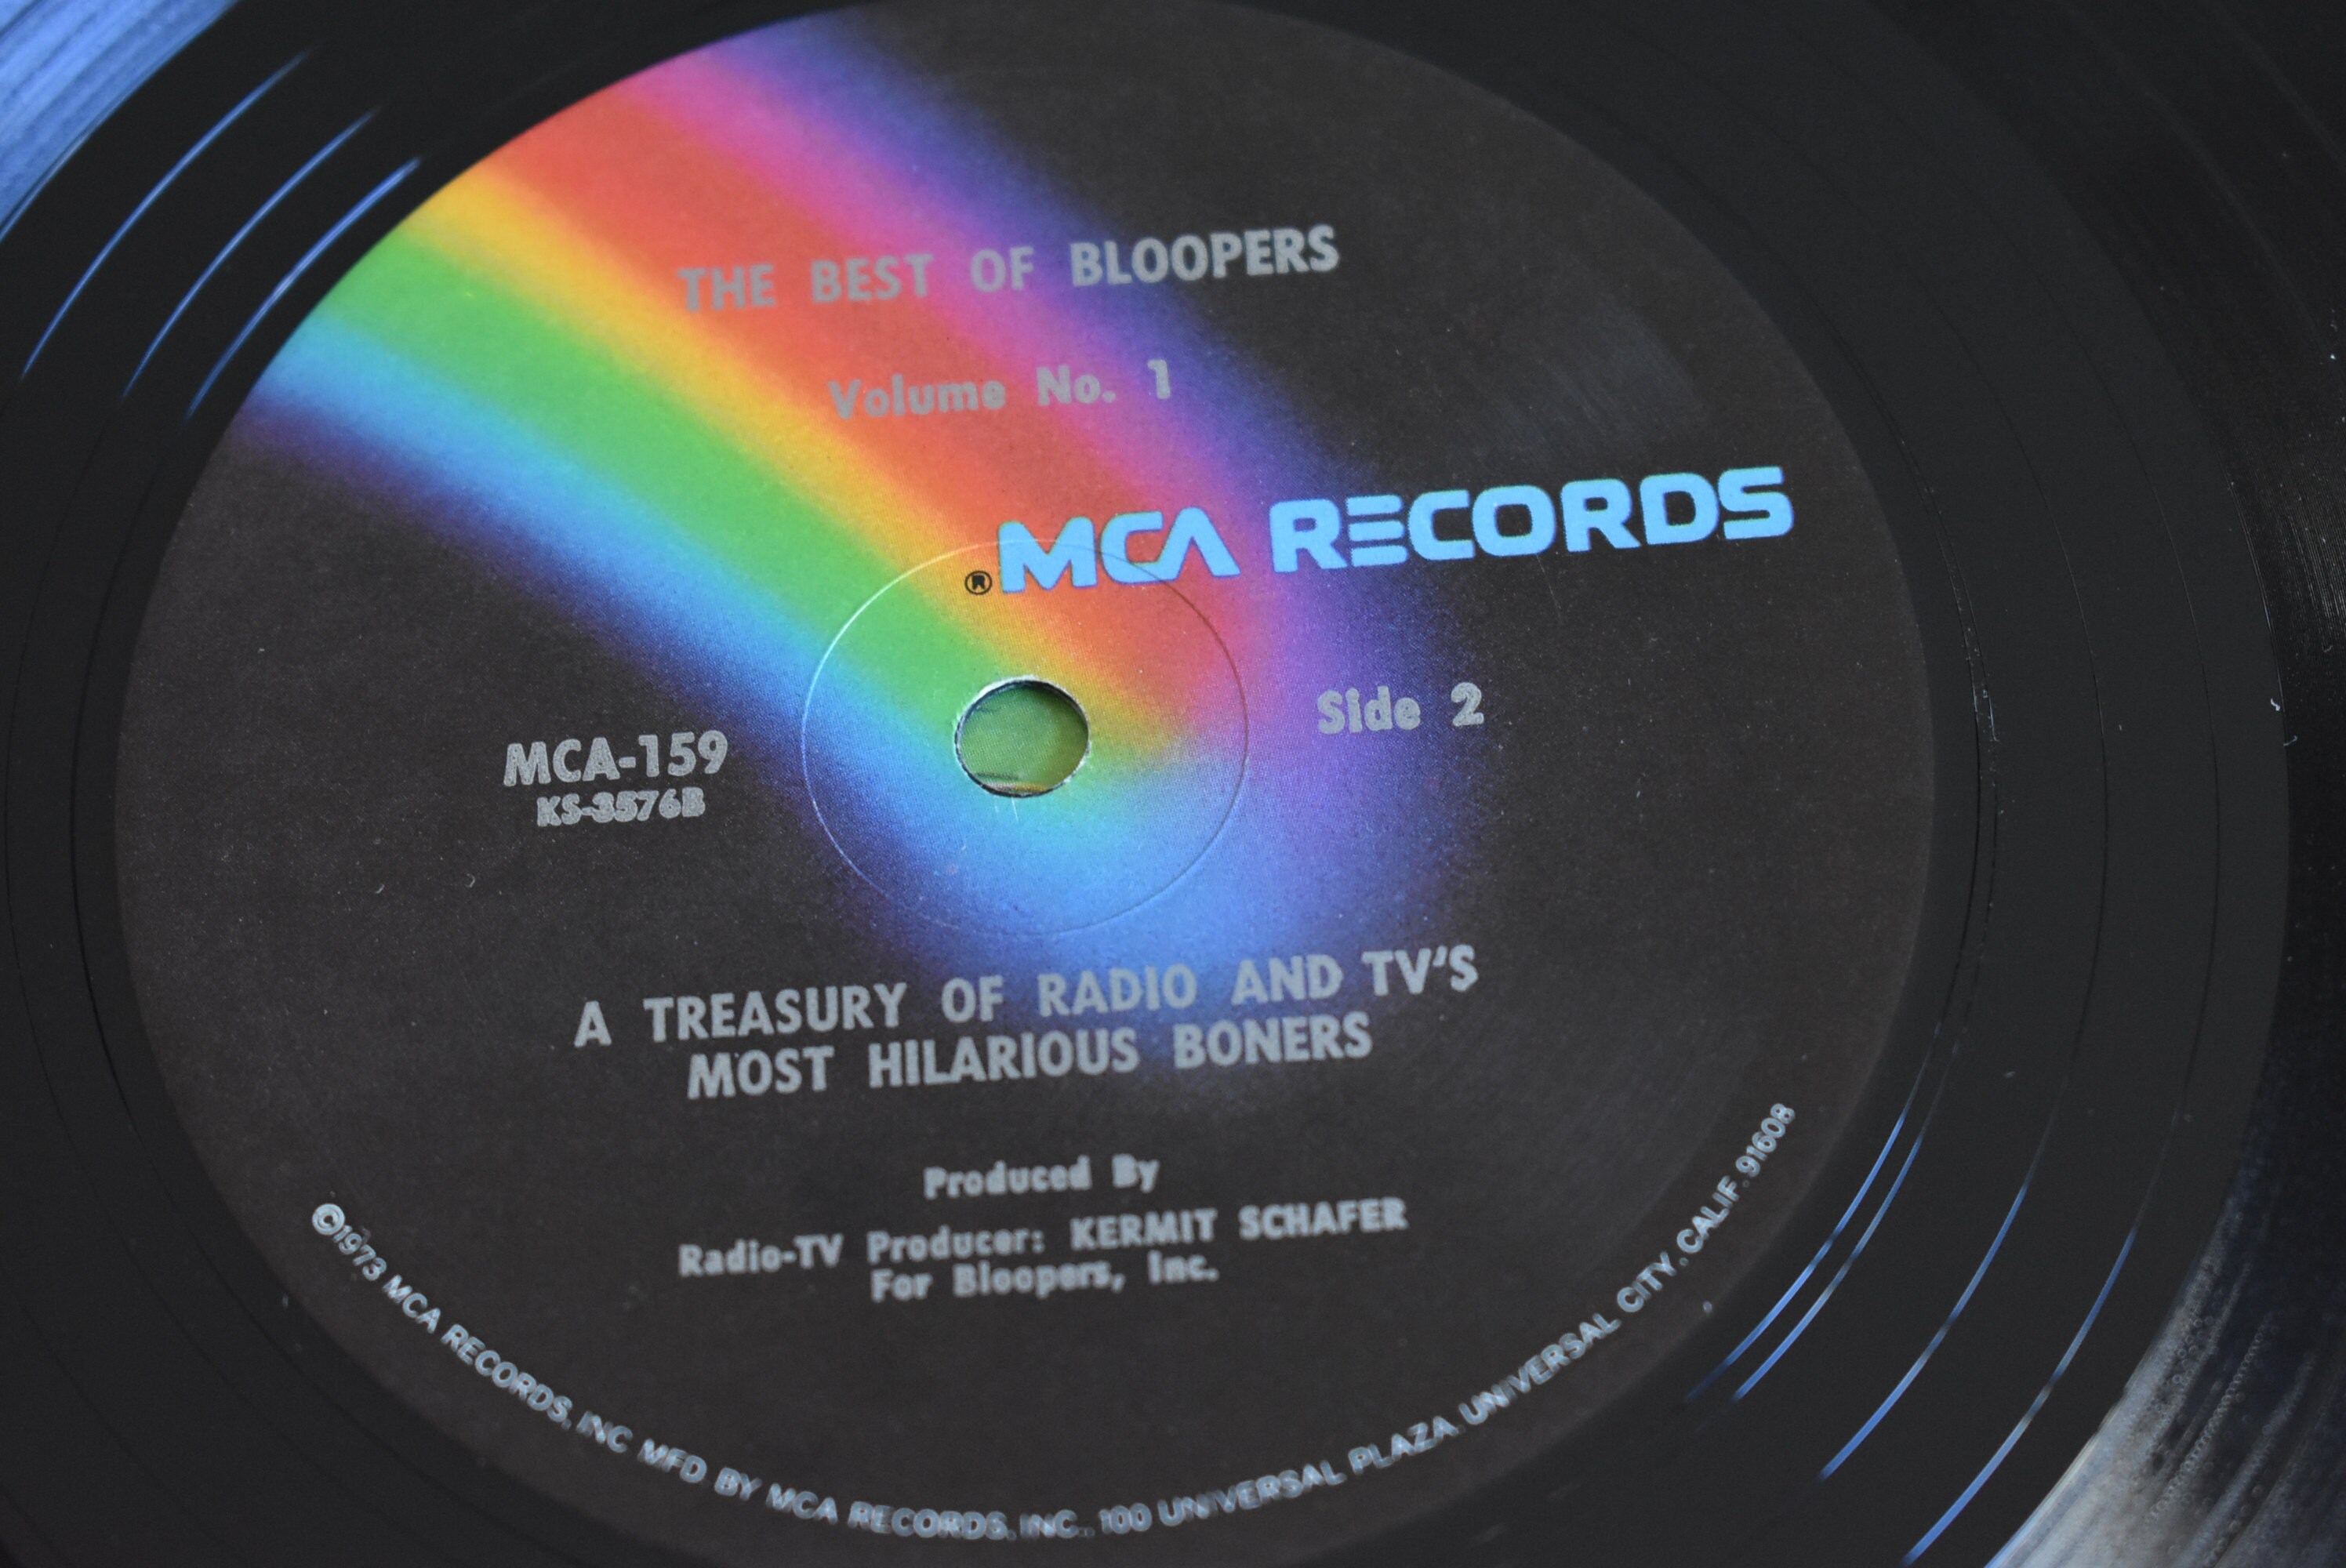 THE BEST OF BLOOPERS
Volume No. 1
®MCA RECORDS
Side 2
MCA-159
KS-3576B
A TREASURY OF RADIO AND TV'S
MOST HILARIOUS BONERS
Produced By
Radio-TV Producer: KERMIT SCHAFER
For Bloopers, Inc.
©1973 MCA RECORDS, INC MFD BY MCA RECORDS, INC., 100 UNIVERSAL PLAZA. UNIVERSAL CITY, CALIF. 91608